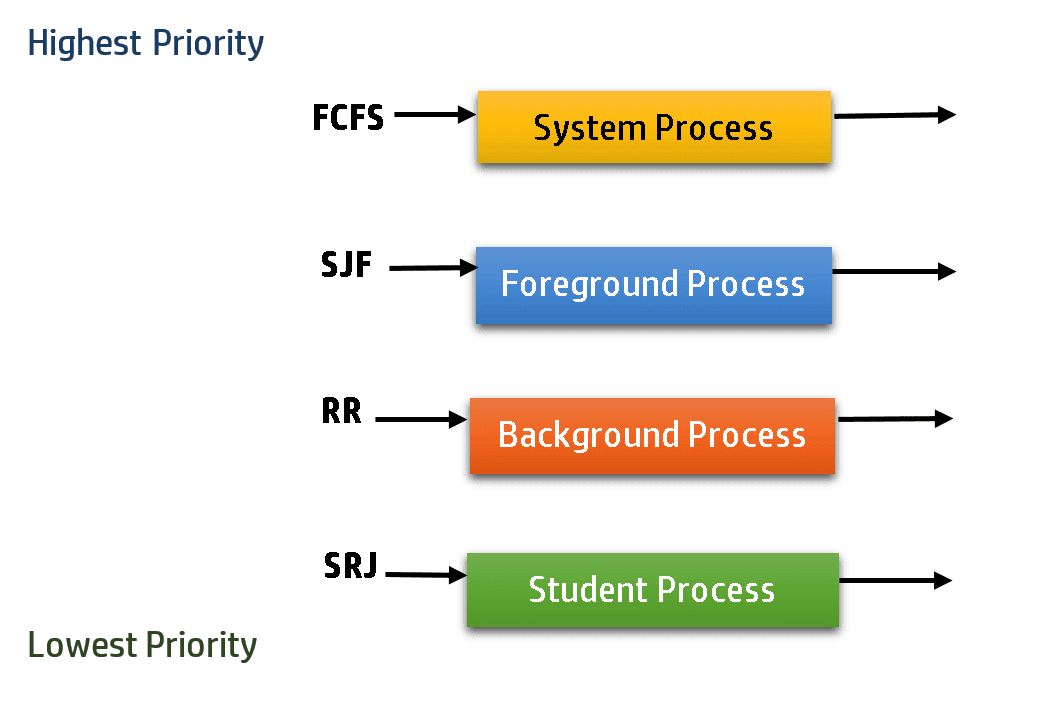 Highest Priority
FCFS
System Process
SJF
Foreground Process
RR
Background Process
SRJ
Student Process
Lowest Priority